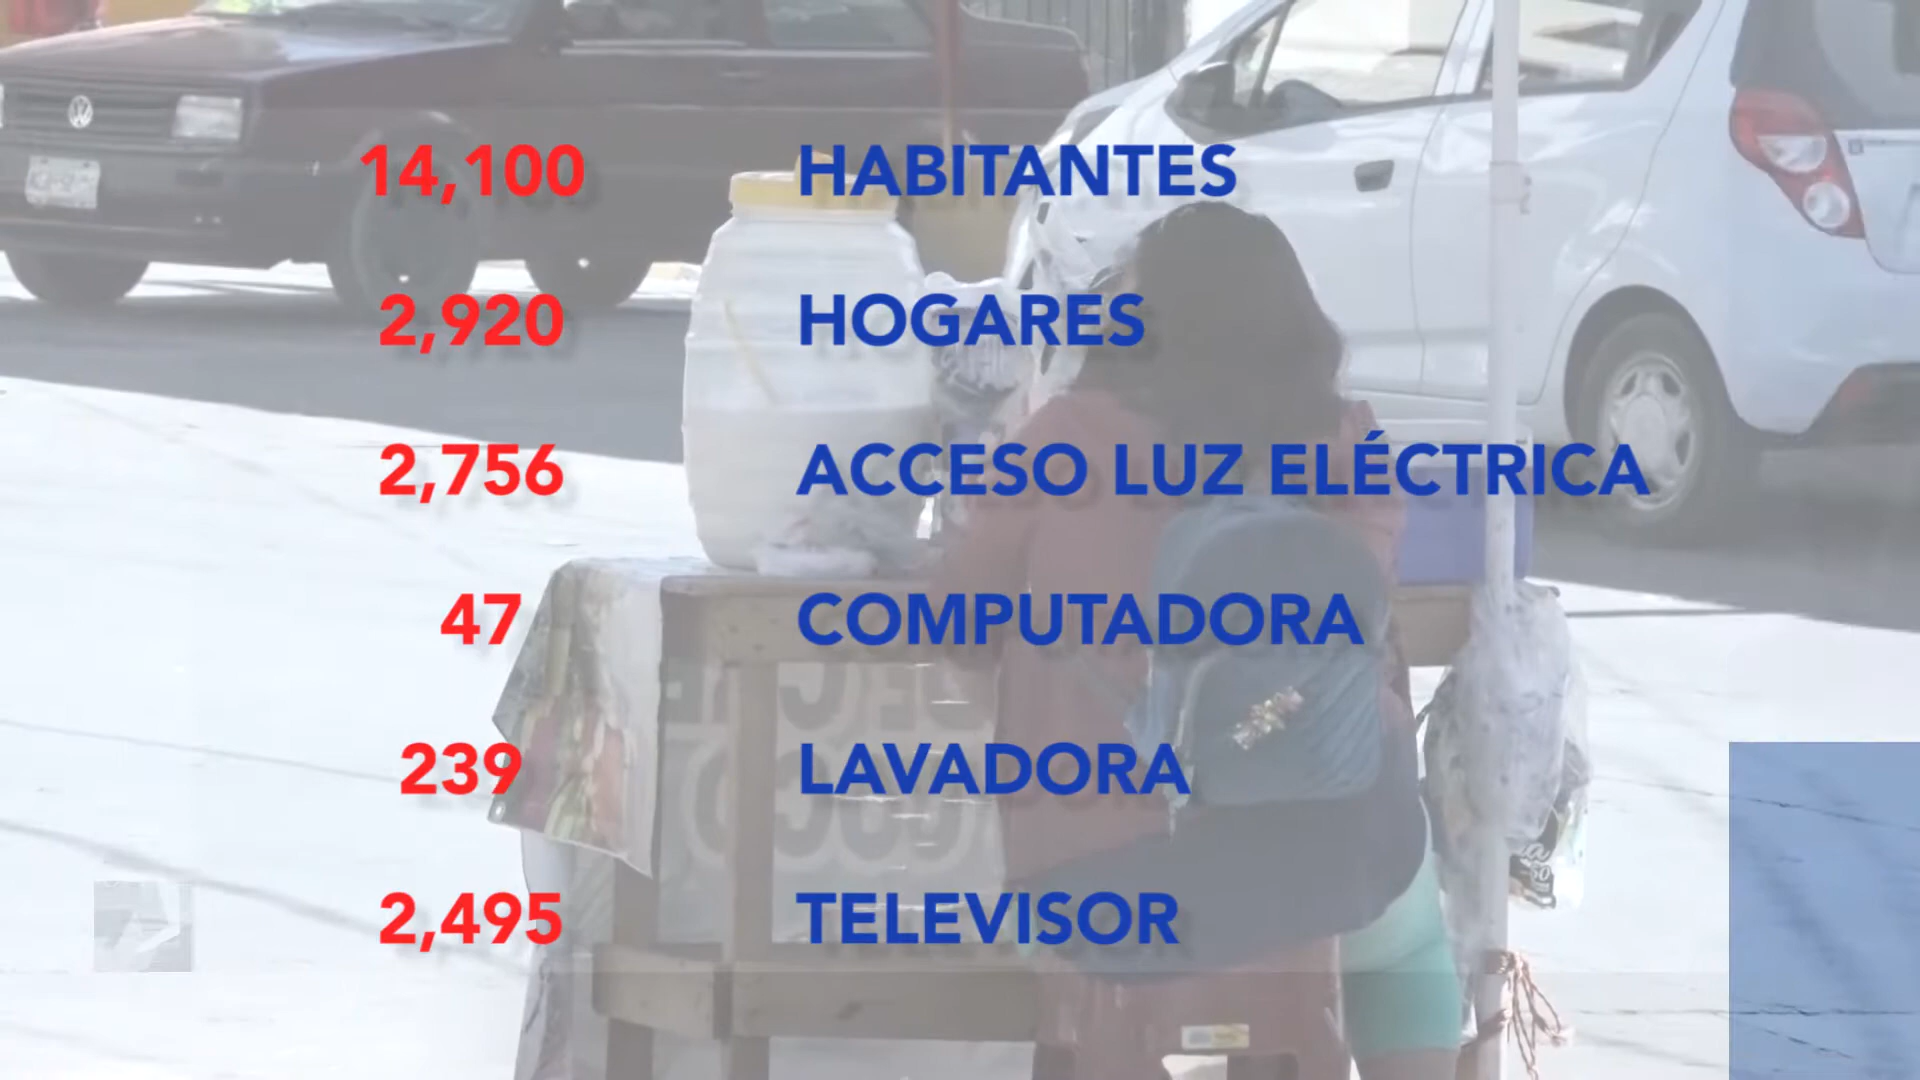 14,100 HABITANTES
2,920 HOGARES
2,756 ACCESO LUZ ELÉCTRICA
47 COMPUTADORA
239 LAVADORA
2,495 TELEVISOR